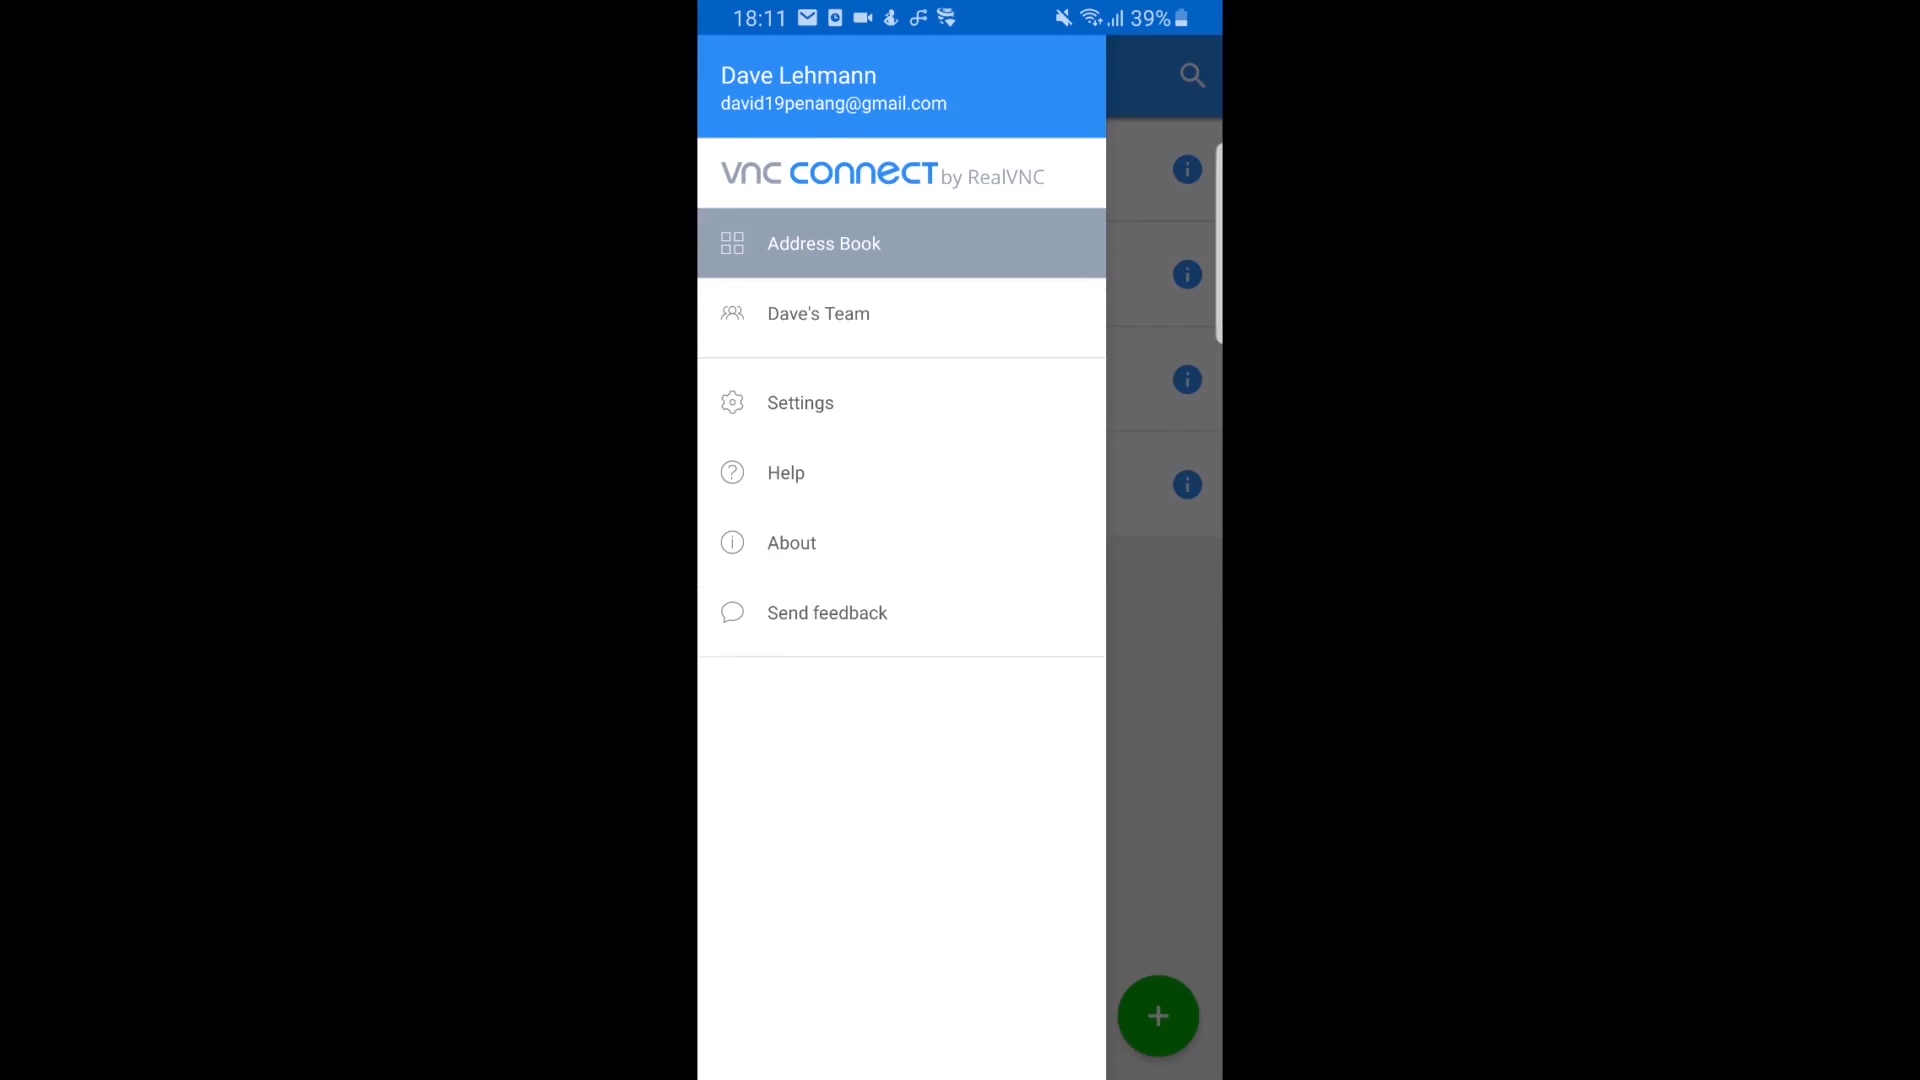 18:11 39%
Dave Lehmann
david19penang@gmail.com
vnc connect by RealVNC
Address Book
Dave's Team
Settings
Help
About
Send feedback